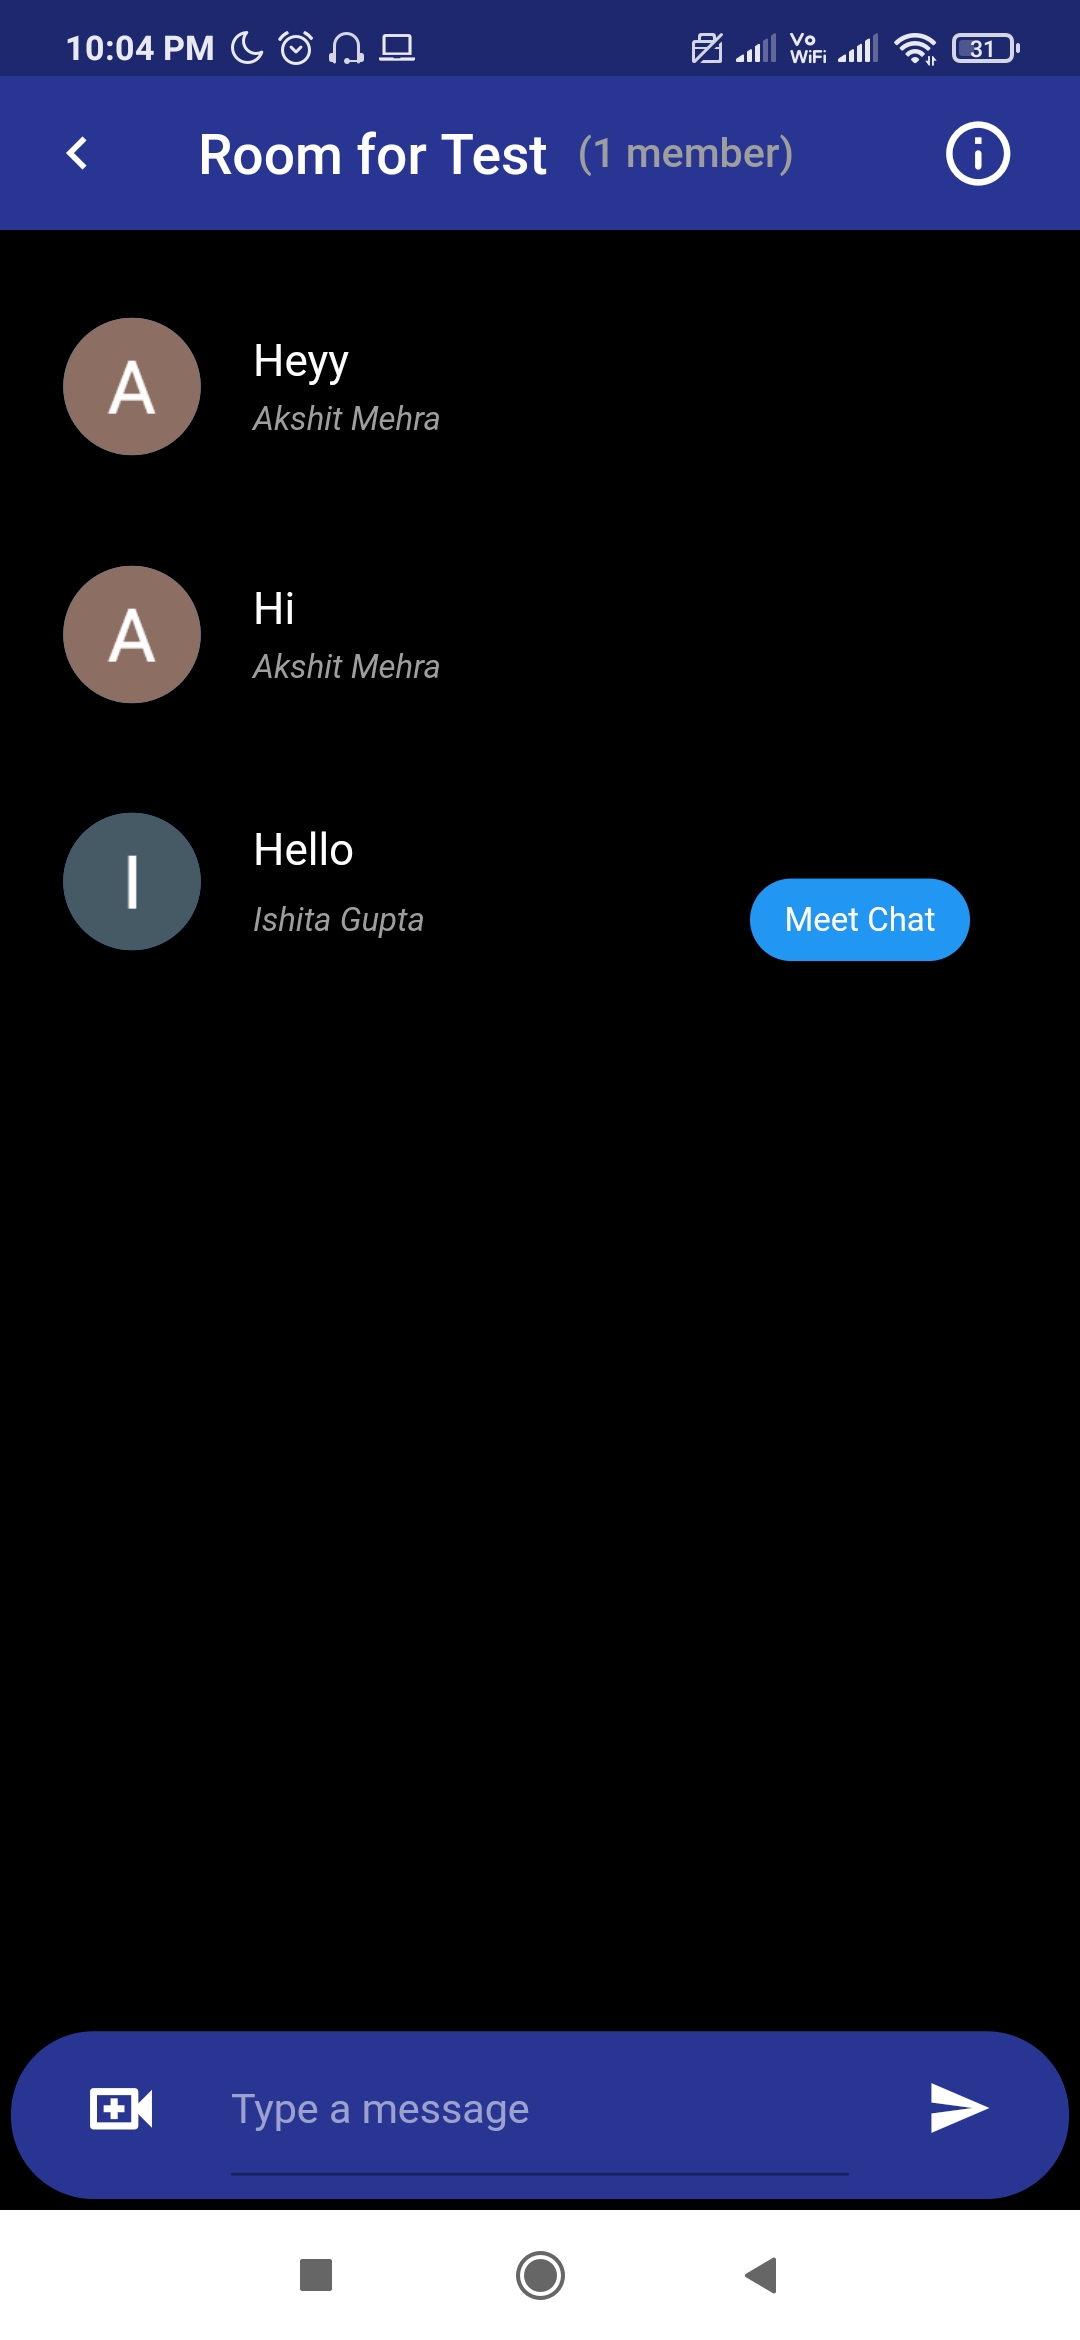 10:04 PM Vo WiFi 31
Room for Test (1 member)
A Heyy
Akshit Mehra
A Hi
Akshit Mehra
I Hello
Ishita Gupta Meet Chat
Type a message